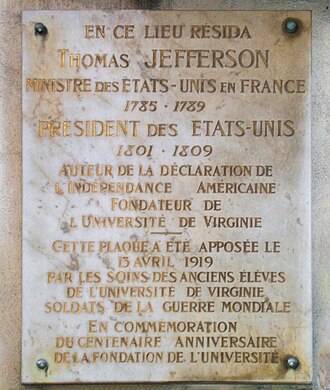 EN CE LIEU RÉSIDA
THOMAS JEFFERSON
MINISTRE DES ÉTATS-UNIS EN FRANCE
1785 · 1789
PRÉSIDENT DES ETATS-UNIS
1801 · 1809
AUTEUR DE LA DÉCLARATION DE
L'INDÉPENDANCE AMÉRICAINE
FONDATEUR DE
L'UNIVERSITÉ DE VIRGINIE
CETTE PLAQUE A ÉTÉ APPOSÉE LE
13 AVRIL 1919
PAR LES SOINS DES ANCIENS ÉLÈVES
DE L'UNIVERSITÉ DE VIRGINIE
SOLDATS DE LA GUERRE MONDIALE
EN COMMÉMORATION
DU CENTENAIRE ANNIVERSAIRE
DE LA FONDATION DE L'UNIVERSITÉ